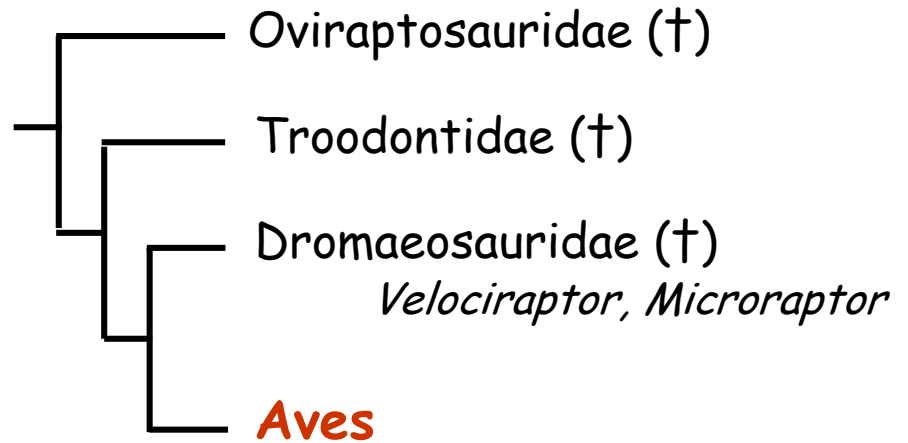 Oviraptosauridae (†)
Troodontidae (†)
Dromaeosauridae (†)
Velociraptor, Microraptor
Aves